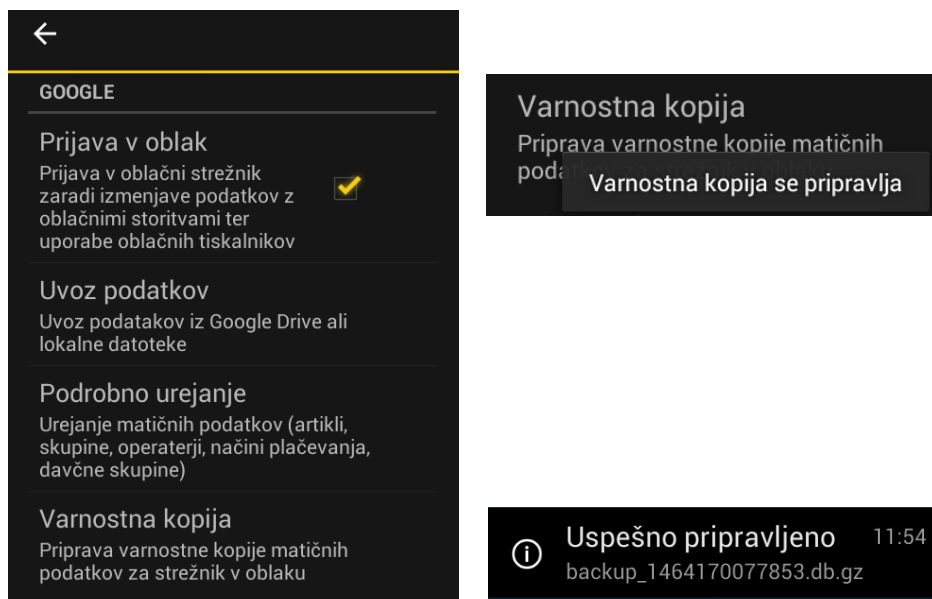 GOOGLE
Prijava v oblak
Prijava v oblačni strežnik
zaradi izmenjave podatkov z
oblačnimi storitvami ter
uporabe oblačnih tiskalnikov
Uvoz podatkov
Uvoz podatakov iz Google Drive ali
lokalne datoteke
Podrobno urejanje
Urejanje matičnih podatkov (artikli,
skupine, operaterji, načini plačevanja,
davčne skupine)
Varnostna kopija
Priprava varnostne kopije matičnih
podatkov za strežnik v oblaku
Varnostna kopija
Priprava varnostne kopije matičnih
Varnostna kopija se pripravlja
Uspešno pripravljeno 11:54
backup_1464170077853.db.gz